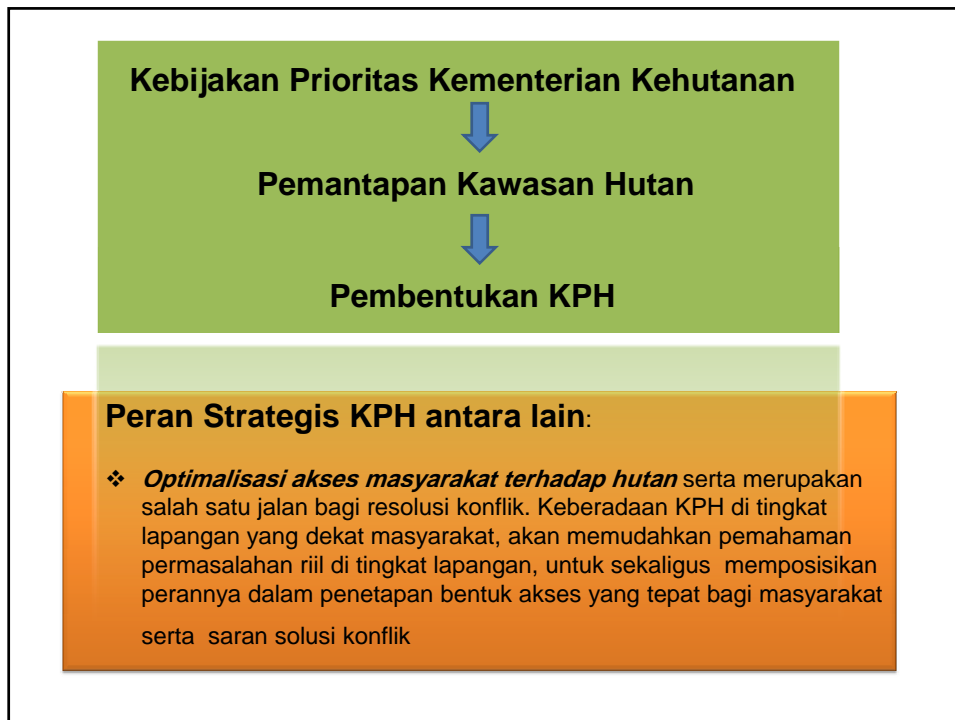 Kebijakan Prioritas Kementerian Kehutanan
Pemantapan Kawasan Hutan
Pembentukan KPH
Peran Strategis KPH antara lain:
❖ Optimalisasi akses masyarakat terhadap hutan serta merupakan
salah satu jalan bagi resolusi konflik. Keberadaan KPH di tingkat
lapangan yang dekat masyarakat, akan memudahkan pemahaman
permasalahan riil di tingkat lapangan, untuk sekaligus memposisikan
perannya dalam penetapan bentuk akses yang tepat bagi masyarakat
serta saran solusi konflik